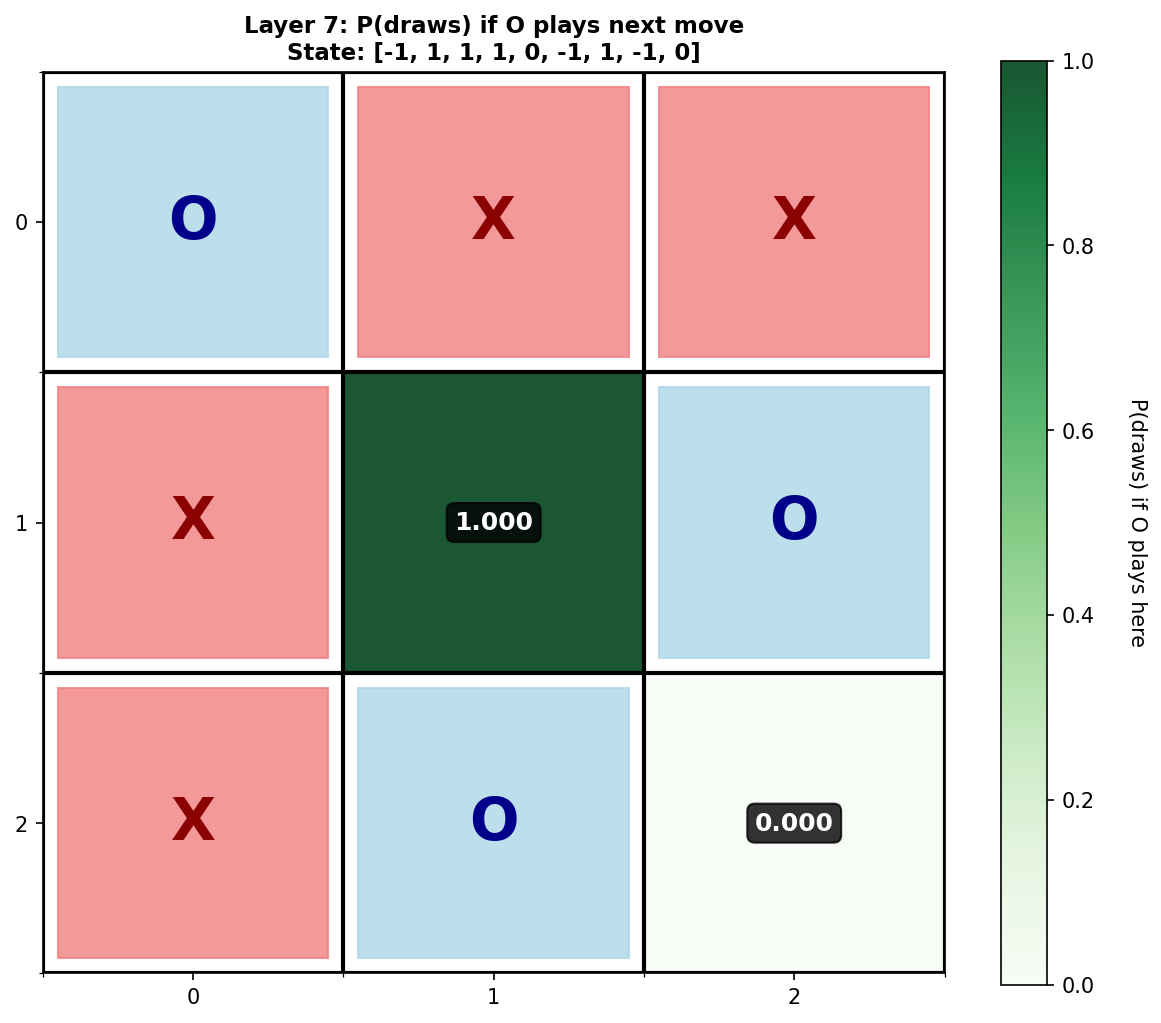 Layer 7: P(draws) if O plays next move
State: [-1, 1, 1, 1, 0, -1, 1, -1, 0]
O X X
X 1.000 O
X O 0.000
0
1
2
0 1 2
1.0
0.8
0.6
0.4
0.2
0.0
P(draws) if O plays here